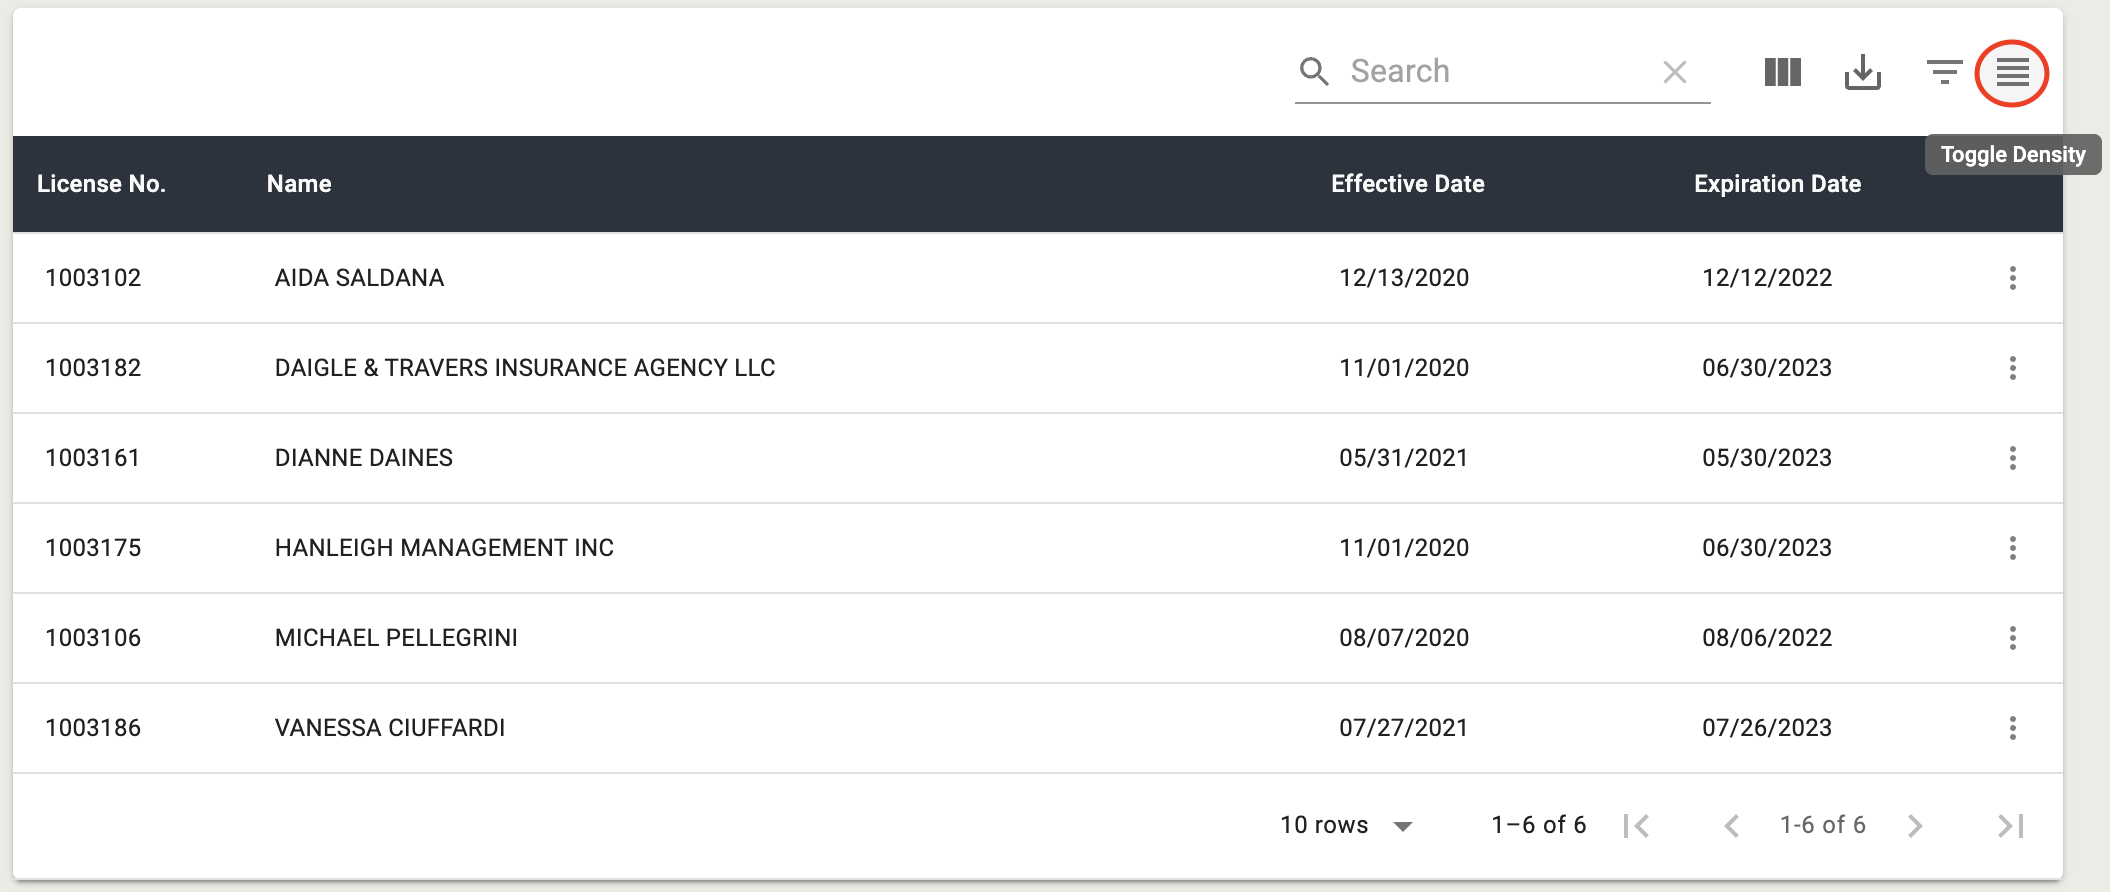 Search
Toggle Density
License No. Name Effective Date Expiration Date
1003102 AIDA SALDANA 12/13/2020 12/12/2022
1003182 DAIGLE & TRAVERS INSURANCE AGENCY LLC 11/01/2020 06/30/2023
1003161 DIANNE DAINES 05/31/2021 05/30/2023
1003175 HANLEIGH MANAGEMENT INC 11/01/2020 06/30/2023
1003106 MICHAEL PELLEGRINI 08/07/2020 08/06/2022
1003186 VANESSA CIUFFARDI 07/27/2021 07/26/2023
10 rows 1–6 of 6 1-6 of 6